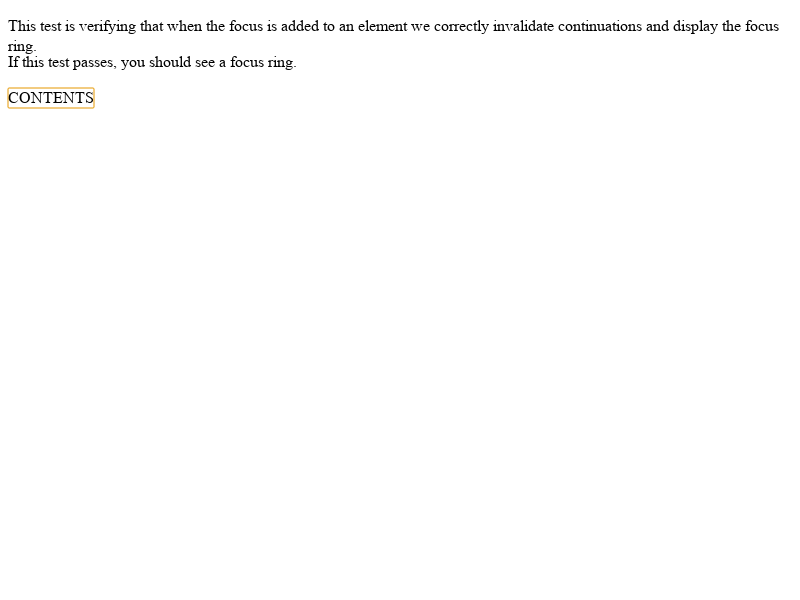 This test is verifying that when the focus is added to an element we correctly invalidate continuations and display the focus
ring.
If this test passes, you should see a focus ring.
CONTENTS